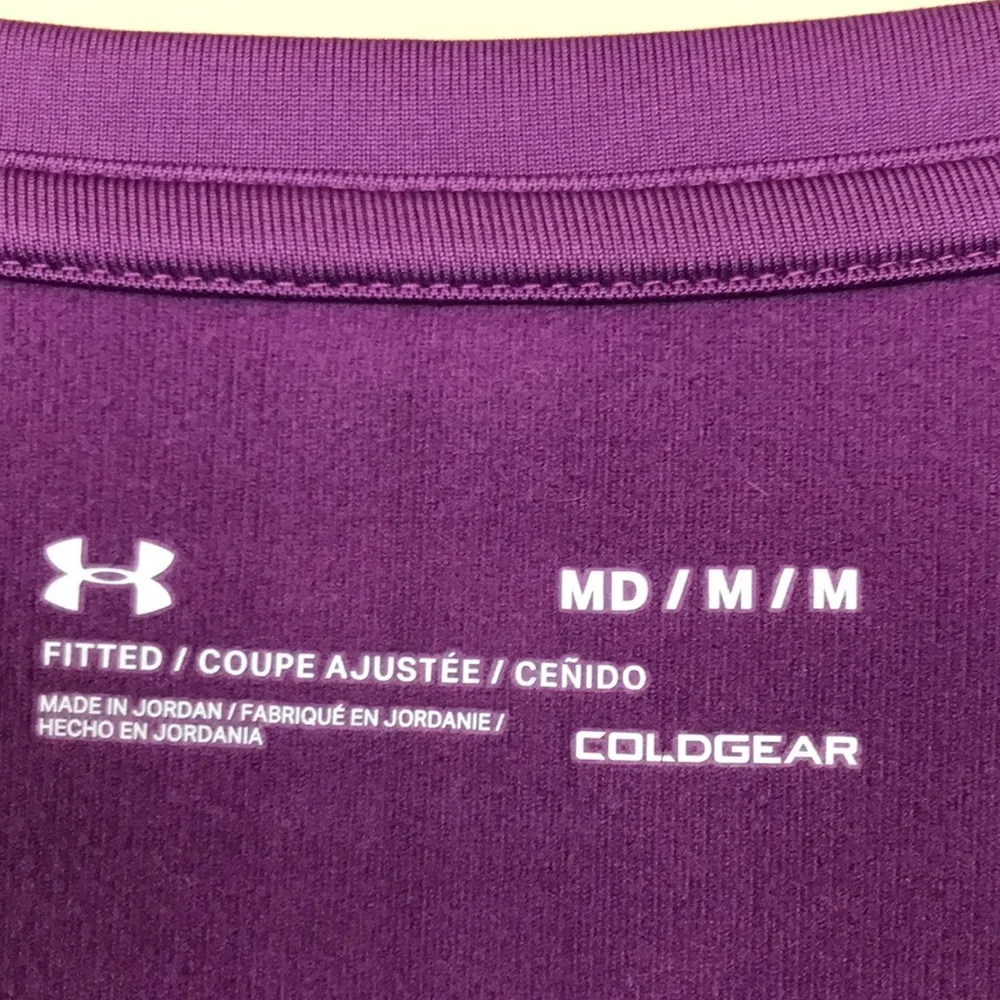 MD / M / M
FITTED / COUPE AJUSTÉE / CEÑIDO
MADE IN JORDAN / FABRIQUÉ EN JORDANIE /
HECHO EN JORDANIA
COLDGEAR